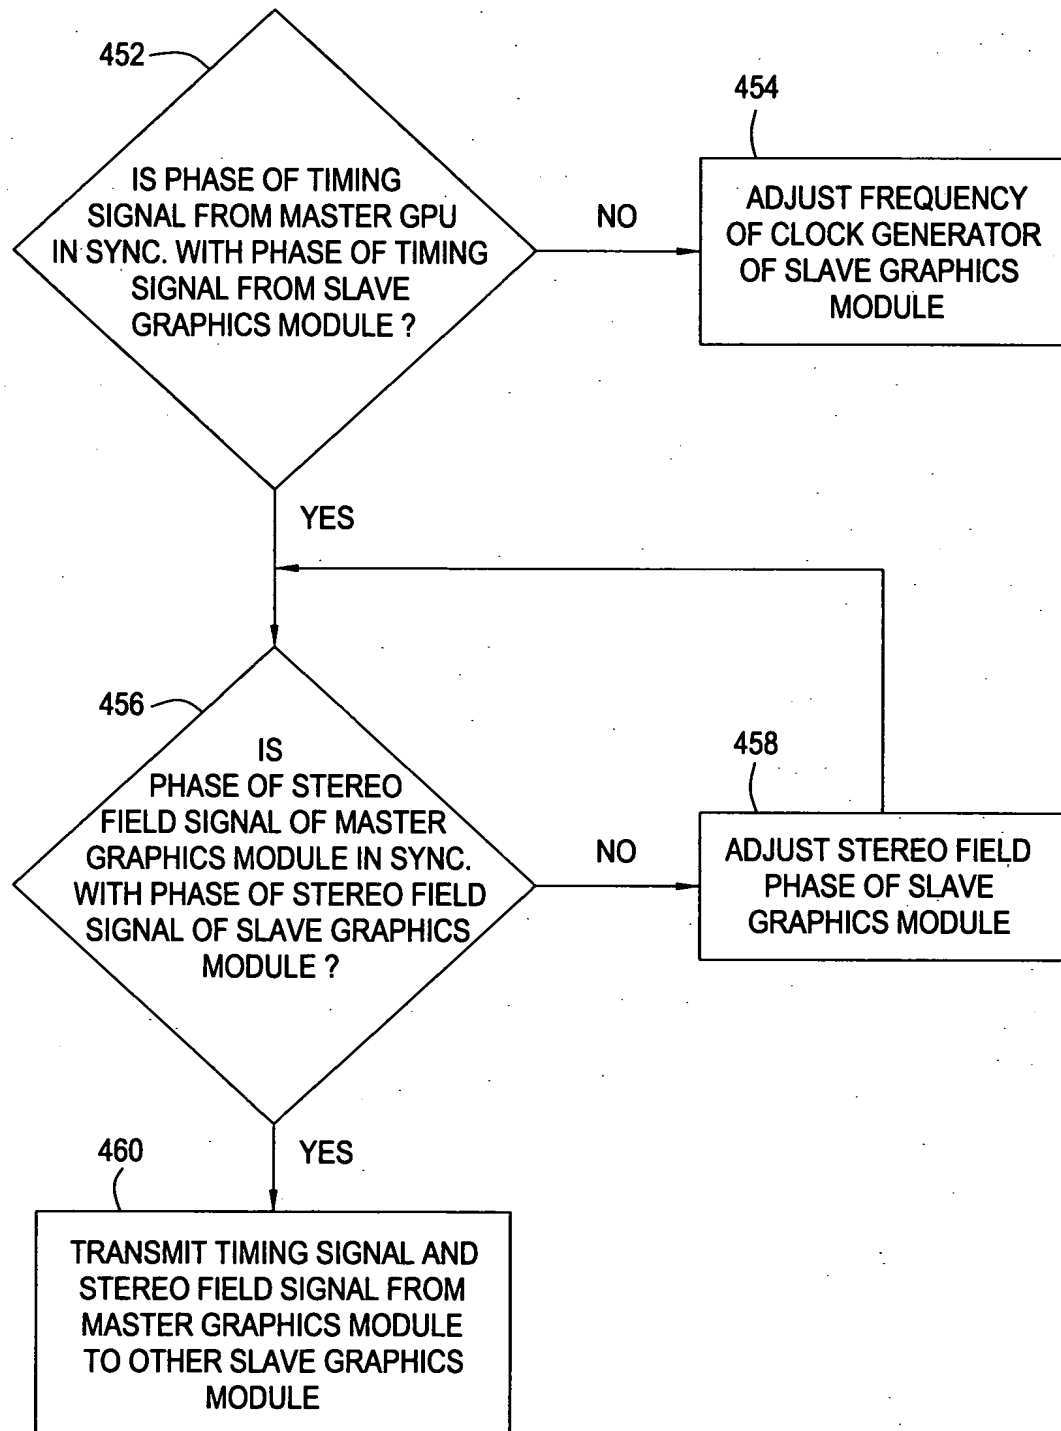 452
IS PHASE OF TIMING
SIGNAL FROM MASTER GPU
IN SYNC. WITH PHASE OF TIMING
SIGNAL FROM SLAVE
GRAPHICS MODULE ?
NO
454
ADJUST FREQUENCY
OF CLOCK GENERATOR
OF SLAVE GRAPHICS
MODULE
YES
456
IS
PHASE OF STEREO
FIELD SIGNAL OF MASTER
GRAPHICS MODULE IN SYNC.
WITH PHASE OF STEREO FIELD
SIGNAL OF SLAVE GRAPHICS
MODULE ?
NO
458
ADJUST STEREO FIELD
PHASE OF SLAVE
GRAPHICS MODULE
YES
460
TRANSMIT TIMING SIGNAL AND
STEREO FIELD SIGNAL FROM
MASTER GRAPHICS MODULE
TO OTHER SLAVE GRAPHICS
MODULE